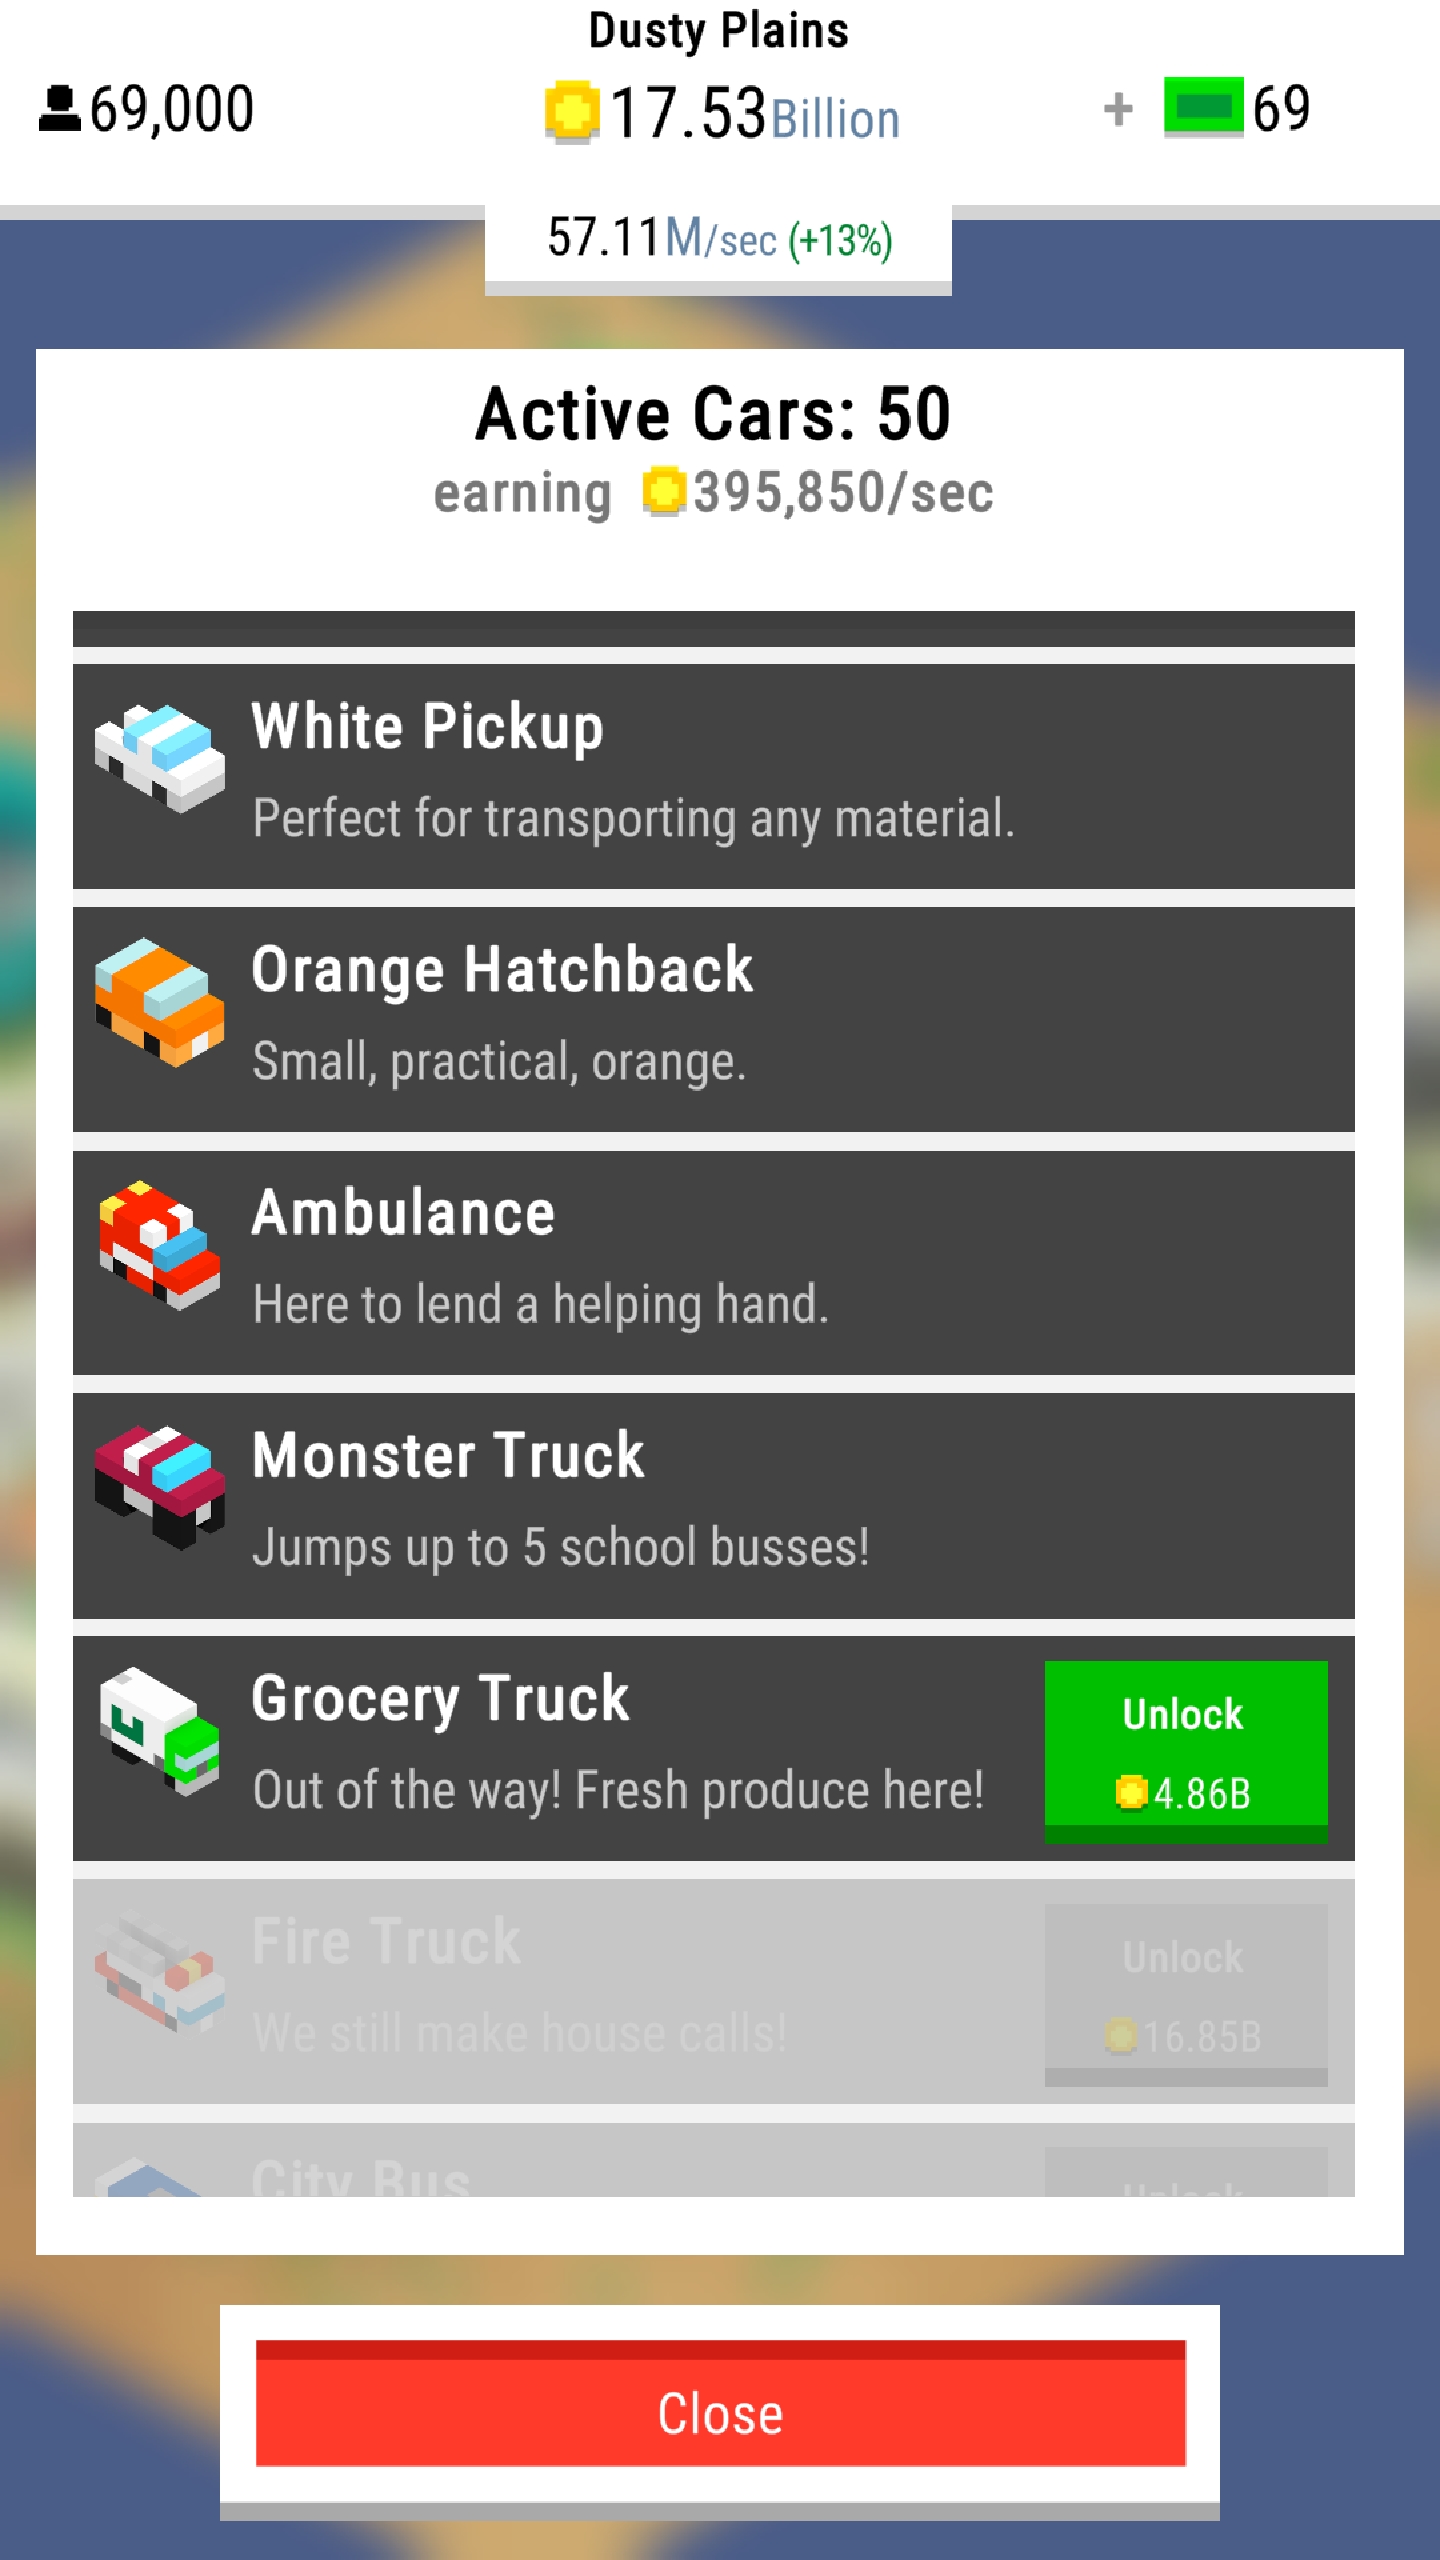 Dusty Plains
69,000
17.53Billion
+ 69
57.11M/sec (+13%)
Active Cars: 50
earning 395,850/sec
White Pickup
Perfect for transporting any material.
Orange Hatchback
Small, practical, orange.
Ambulance
Here to lend a helping hand.
Monster Truck
Jumps up to 5 school busses!
Grocery Truck
Out of the way! Fresh produce here!
Unlock
4.86B
Fire Truck
We still make house calls!
Unlock
16.85B
City Bus
Unlock
Close